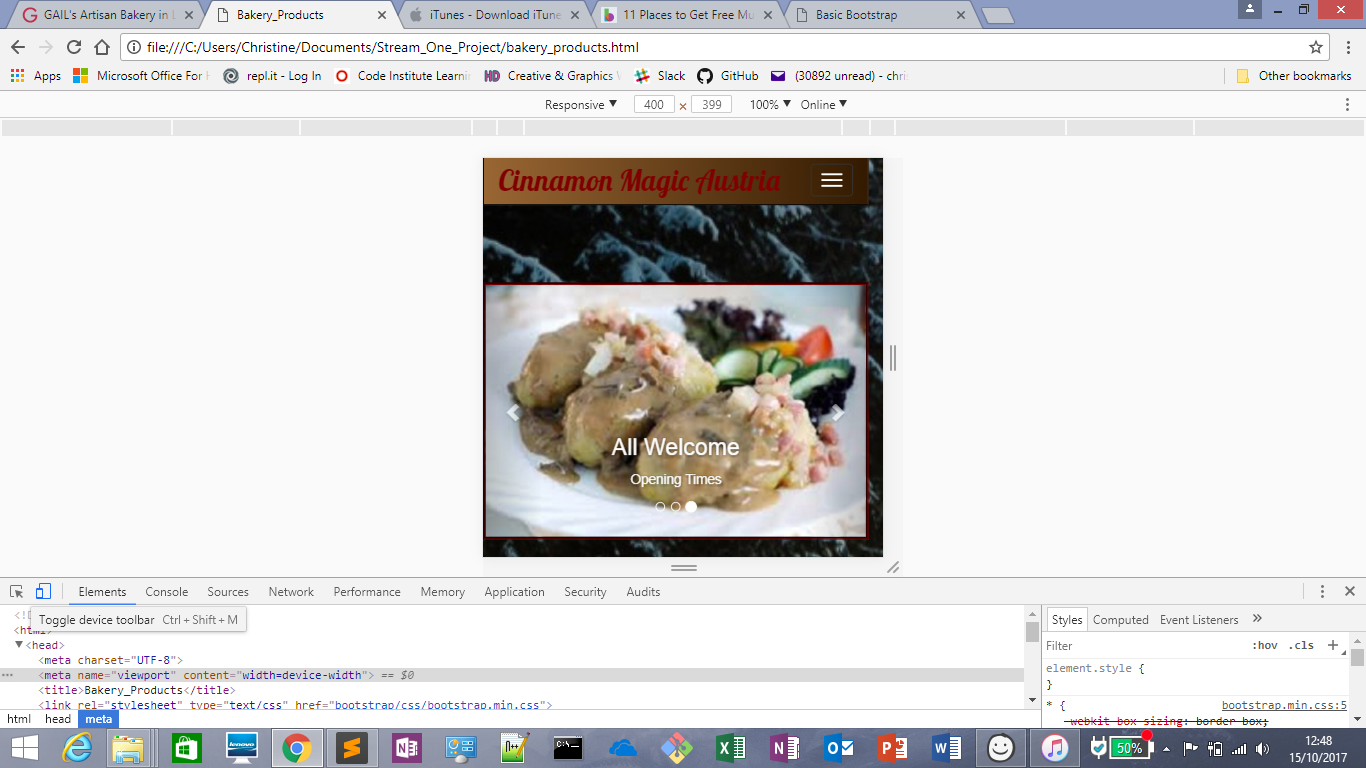 GAIL's Artisan Bakery in L
Bakery_Products
iTunes - Download iTune
11 Places to Get Free Mu
Basic Bootstrap
file:///C:/Users/Christine/Documents/Stream_One_Project/bakery_products.html
Apps
Microsoft Office For H
repl.it - Log In
Code Institute Learnin
Creative & Graphics V
Slack
GitHub
(30892 unread) - chri
Other bookmarks
Responsive ▼ 400 × 399 100% ▼ Online ▼
Cinnamon Magic Austria
All Welcome
Opening Times
Elements Console Sources Network Performance Memory Application Security Audits
Toggle device toolbar Ctrl + Shift + M
<html>
▼<head>
<meta charset="UTF-8">
<meta name="viewport" content="width=device-width"> == $0
<title>Bakery_Products</title>
<link rel="stylesheet" type="text/css" href="bootstrap/css/bootstrap.min.css">
html head meta
Styles Computed Event Listeners »
Filter :hov .cls +
element.style {
}
* { bootstrap.min.css:5
-webkit-box-sizing: border-box;
lenovo
50%
12:48
15/10/2017